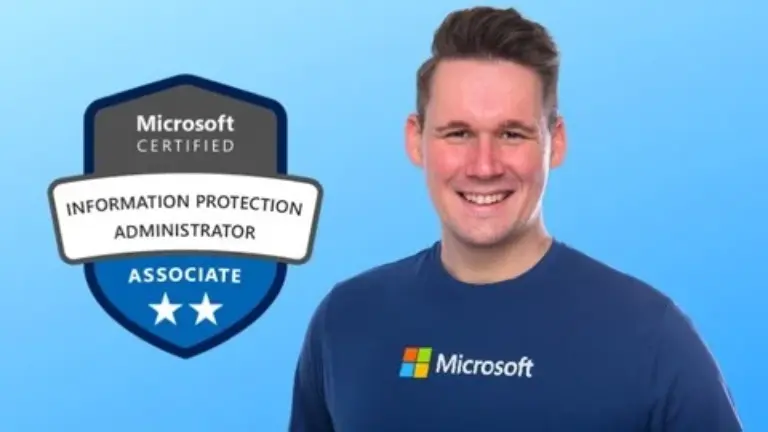 Microsoft
CERTIFIED
INFORMATION PROTECTION
ADMINISTRATOR
ASSOCIATE
Microsoft